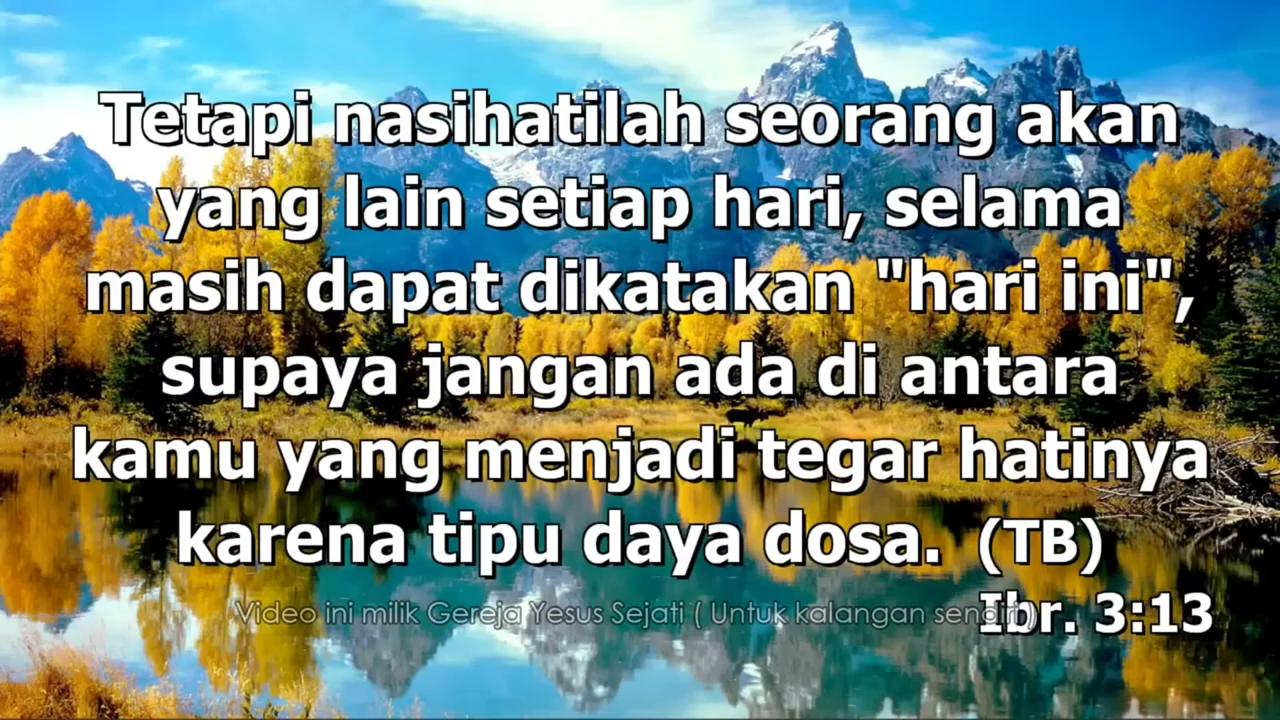 Tetapi nasihatilah seorang akan
yang lain setiap hari, selama
masih dapat dikatakan "hari ini",
supaya jangan ada di antara
kamu yang menjadi tegar hatinya
karena tipu daya dosa. (TB)
Ibr. 3:13
Video ini milik Gereja Yesus Sejati ( Untuk kalangan sendiri )